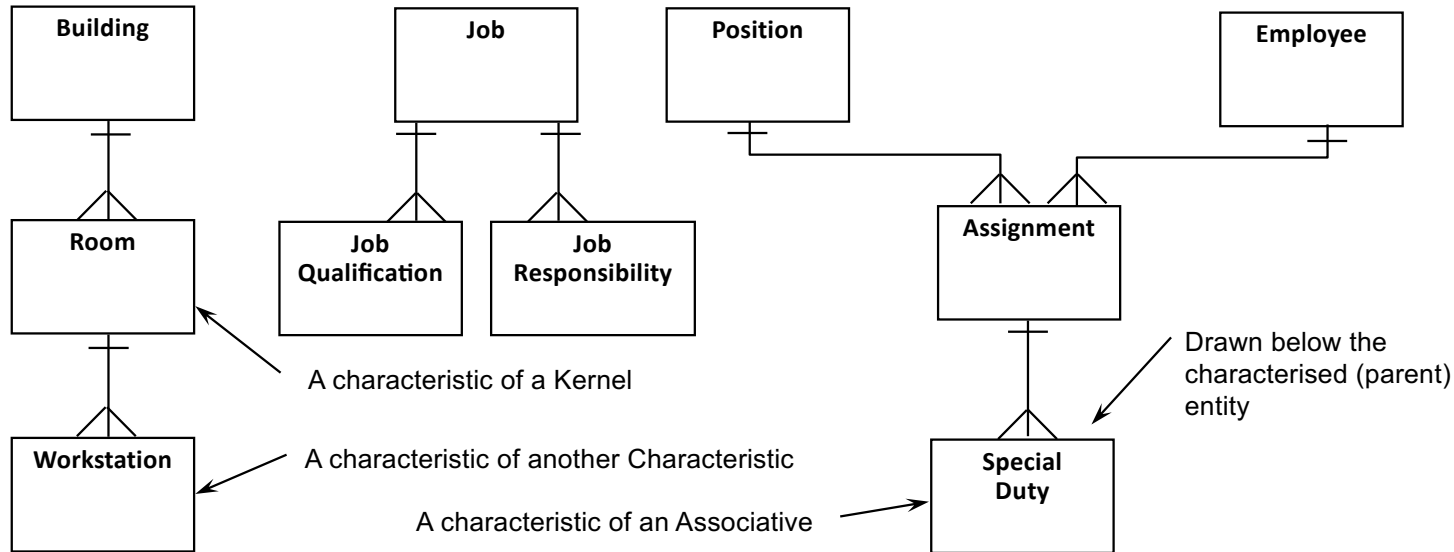 Building
Job
Position
Employee
Room
Job
Qualification
Job
Responsibility
Assignment
A characteristic of a Kernel
Drawn below the
characterised (parent)
entity
Workstation
A characteristic of another Characteristic
Special
Duty
A characteristic of an Associative